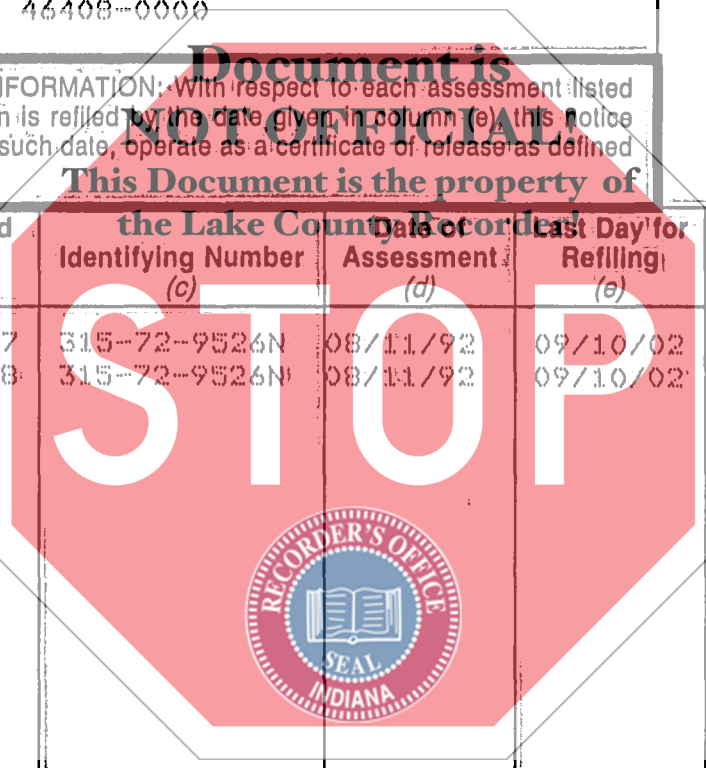 46408-0000
Document is
FORMATION: With respect to each assessment listed
n is refiled by the date given in column (e), this notice
NOT OFFICIAL!
such date, operate as a certificate of release as defined
This Document is the property of
the Lake County Recorder!
d Identifying Number (c) Date of Assessment (d) Last Day for Refiling (e)
7 315-72-9526N 08/11/92 09/10/02
8 315-72-9526N 08/11/92 09/10/02
STOP
RECORDER'S OFFICE
SEAL
INDIANA